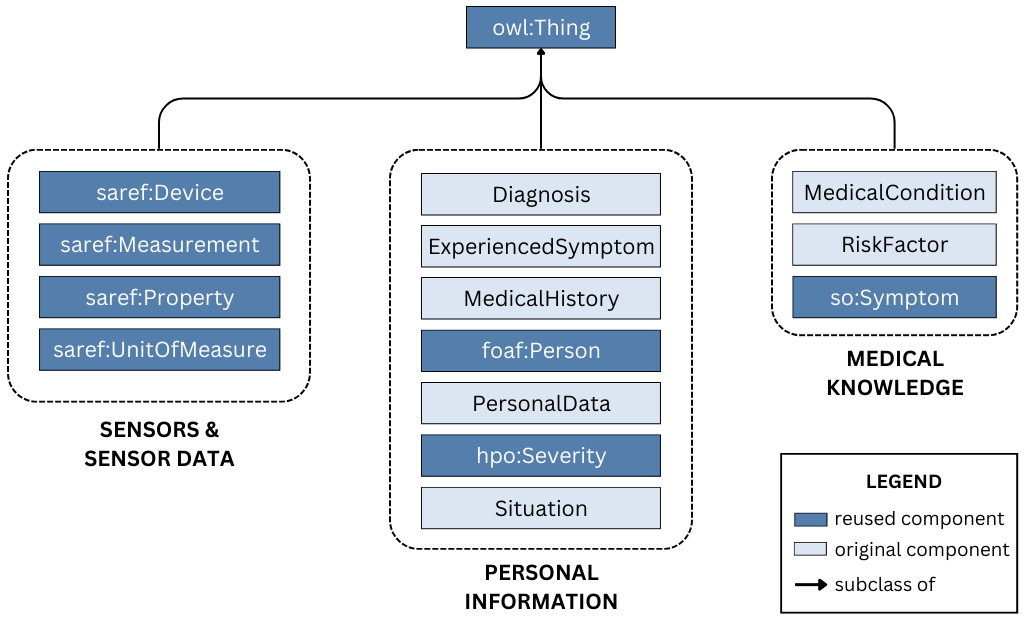 owl:Thing
saref:Device
saref:Measurement
saref:Property
saref:UnitOfMeasure
SENSORS &
SENSOR DATA
Diagnosis
ExperiencedSymptom
MedicalHistory
foaf:Person
PersonalData
hpo:Severity
Situation
PERSONAL
INFORMATION
MedicalCondition
RiskFactor
so:Symptom
MEDICAL
KNOWLEDGE
LEGEND
reused component
original component
subclass of